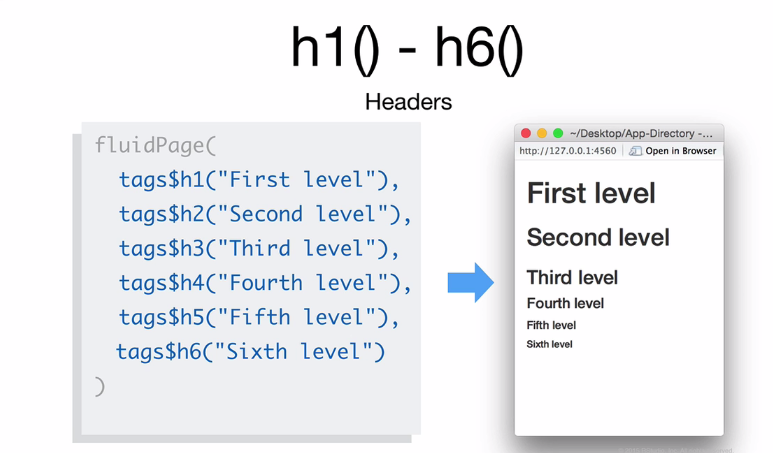 h1() - h6()
Headers
fluidPage(
tags$h1("First level"),
tags$h2("Second level"),
tags$h3("Third level"),
tags$h4("Fourth level"),
tags$h5("Fifth level"),
tags$h6("Sixth level")
)
~/Desktop/App-Directory -...
http://127.0.0.1:4560 Open in Browser
First level
Second level
Third level
Fourth level
Fifth level
Sixth level